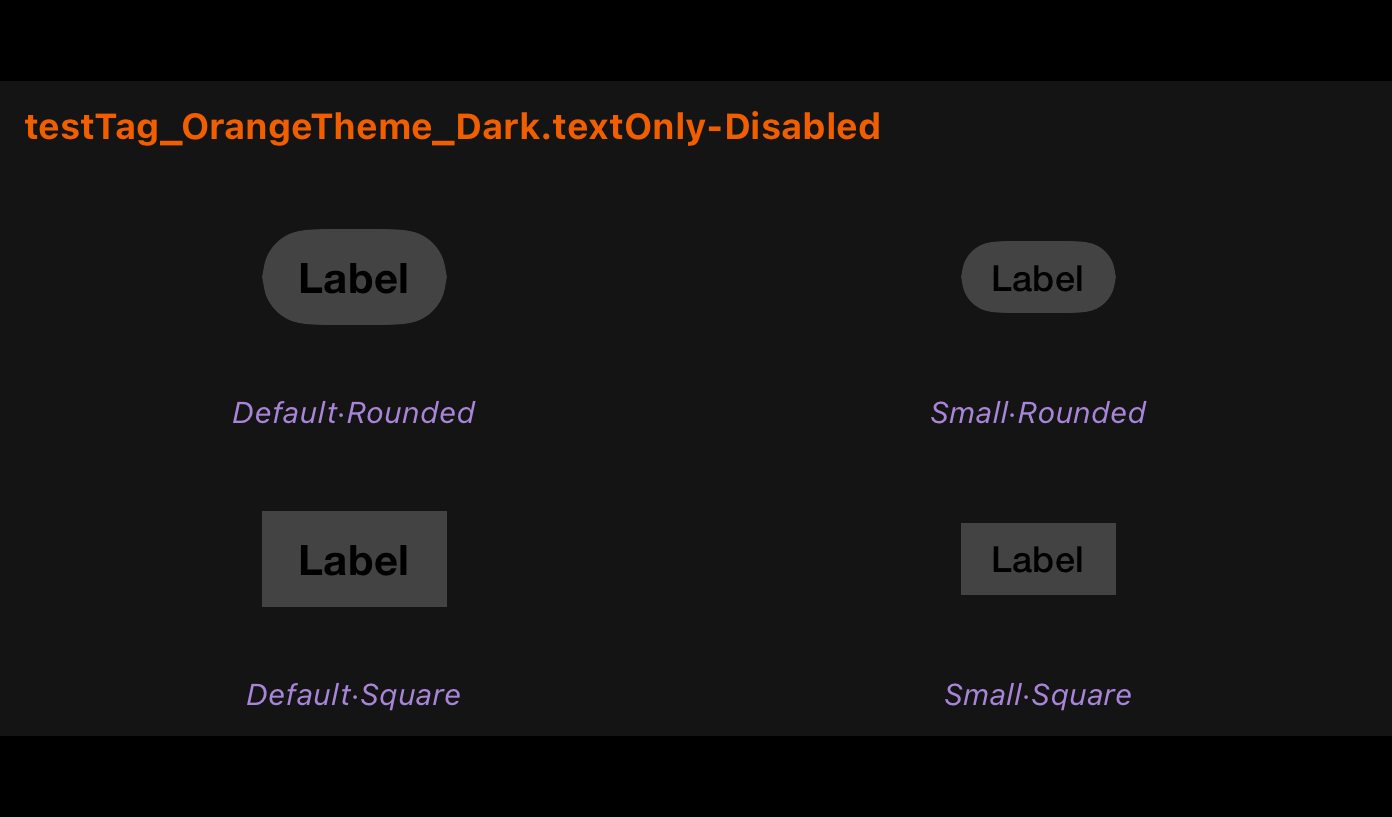 testTag_OrangeTheme_Dark.textOnly-Disabled
Label
Label
Default·Rounded
Small·Rounded
Label
Label
Default·Square
Small·Square